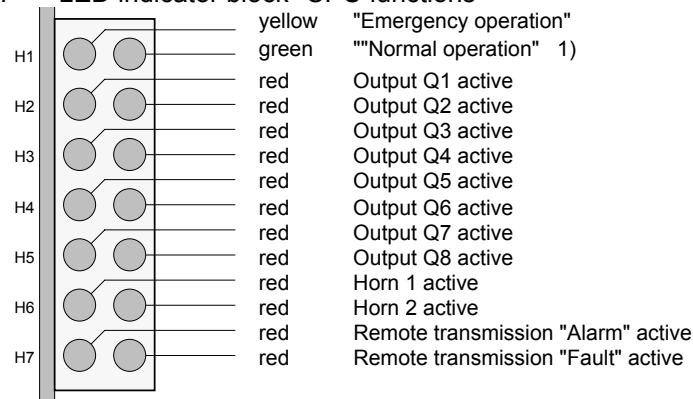 LED indicator block
yellow "Emergency operation"
green ""Normal operation" 1)
H1
red Output Q1 active
H2 red Output Q2 active
red Output Q3 active
H3 red Output Q4 active
red Output Q5 active
H4 red Output Q6 active
red Output Q7 active
H5 red Output Q8 active
red Horn 1 active
H6 red Horn 2 active
red Remote transmission "Alarm" active
H7 red Remote transmission "Fault" active